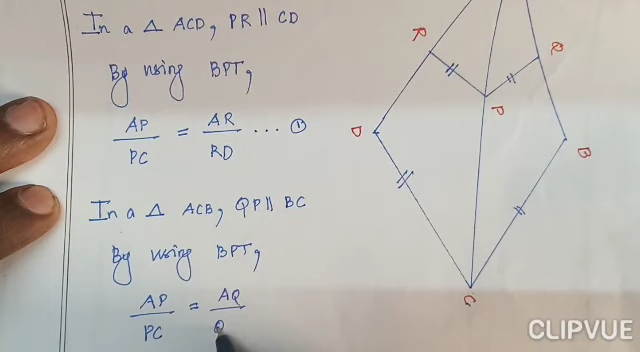 In a Δ ACD, PR || CD
By using BPT,
AP/PC = AR/RD ... ①
In a Δ ACB, QP || BC
By using BPT,
AP/PC = AQ/Q
R
Q
P
D
B
C
CLIPVUE